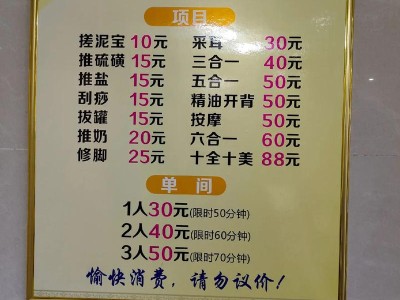 项目
搓泥宝 10元 采耳 30元
推硫磺 15元 三合一 40元
推盐 15元 五合一 50元
刮痧 15元 精油开背 50元
拔罐 15元 按摩 50元
推奶 20元 六合一 60元
修脚 25元 十全十美 88元
单间
1人30元(限时50分钟)
2人40元(限时60分钟)
3人50元(限时70分钟)
愉快消费，请勿议价！